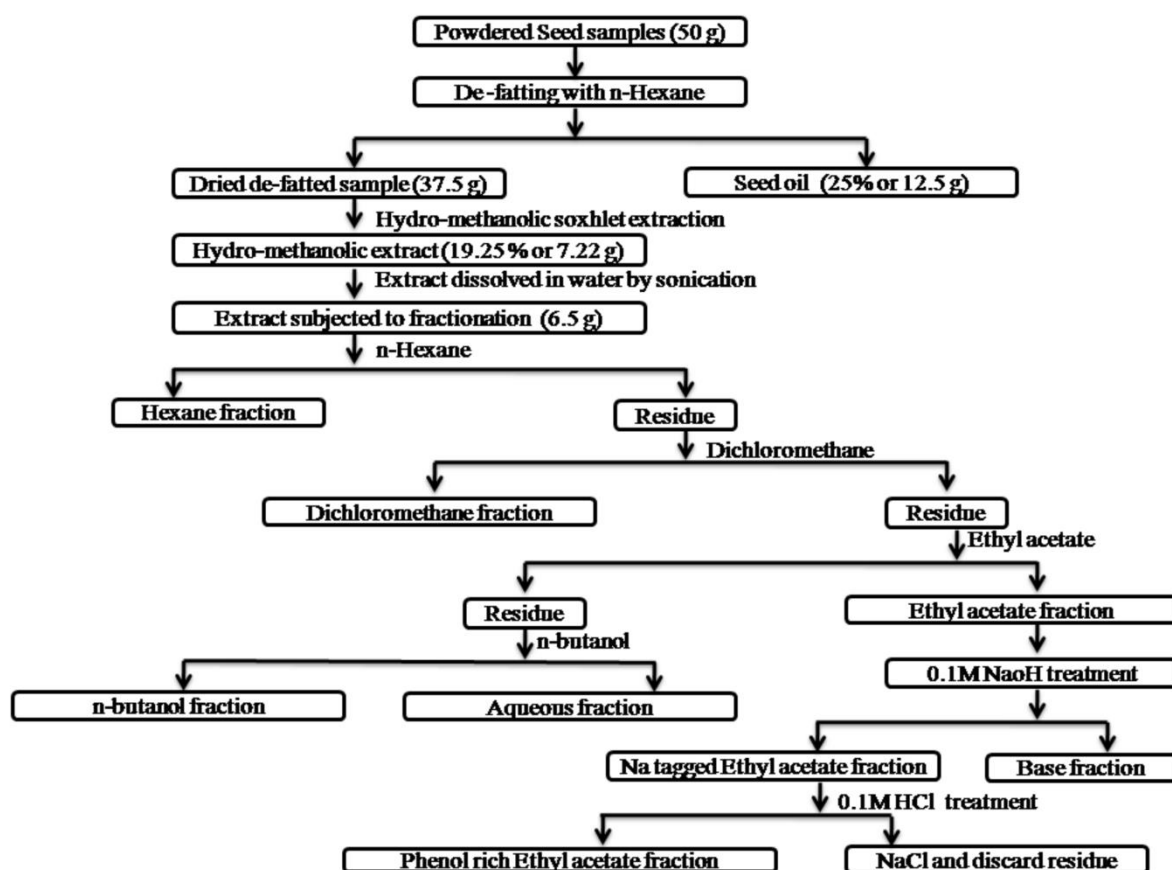 Powdered Seed samples (50 g)
De-fatting with n-Hexane
Dried de-fatted sample (37.5 g)
Seed oil (25% or 12.5 g)
Hydro-methanolic soxhlet extraction
Hydro-methanolic extract (19.25% or 7.22 g)
Extract dissolved in water by sonication
Extract subjected to fractionation (6.5 g)
n-Hexane
Hexane fraction
Residue
Dichloromethane
Dichloromethane fraction
Residue
Ethyl acetate
Residue
Ethyl acetate fraction
n-butanol
0.1M NaoH treatment
n-butanol fraction
Aqueous fraction
Na tagged Ethyl acetate fraction
Base fraction
0.1M HCl treatment
Phenol rich Ethyl acetate fraction
NaCl and discard residue